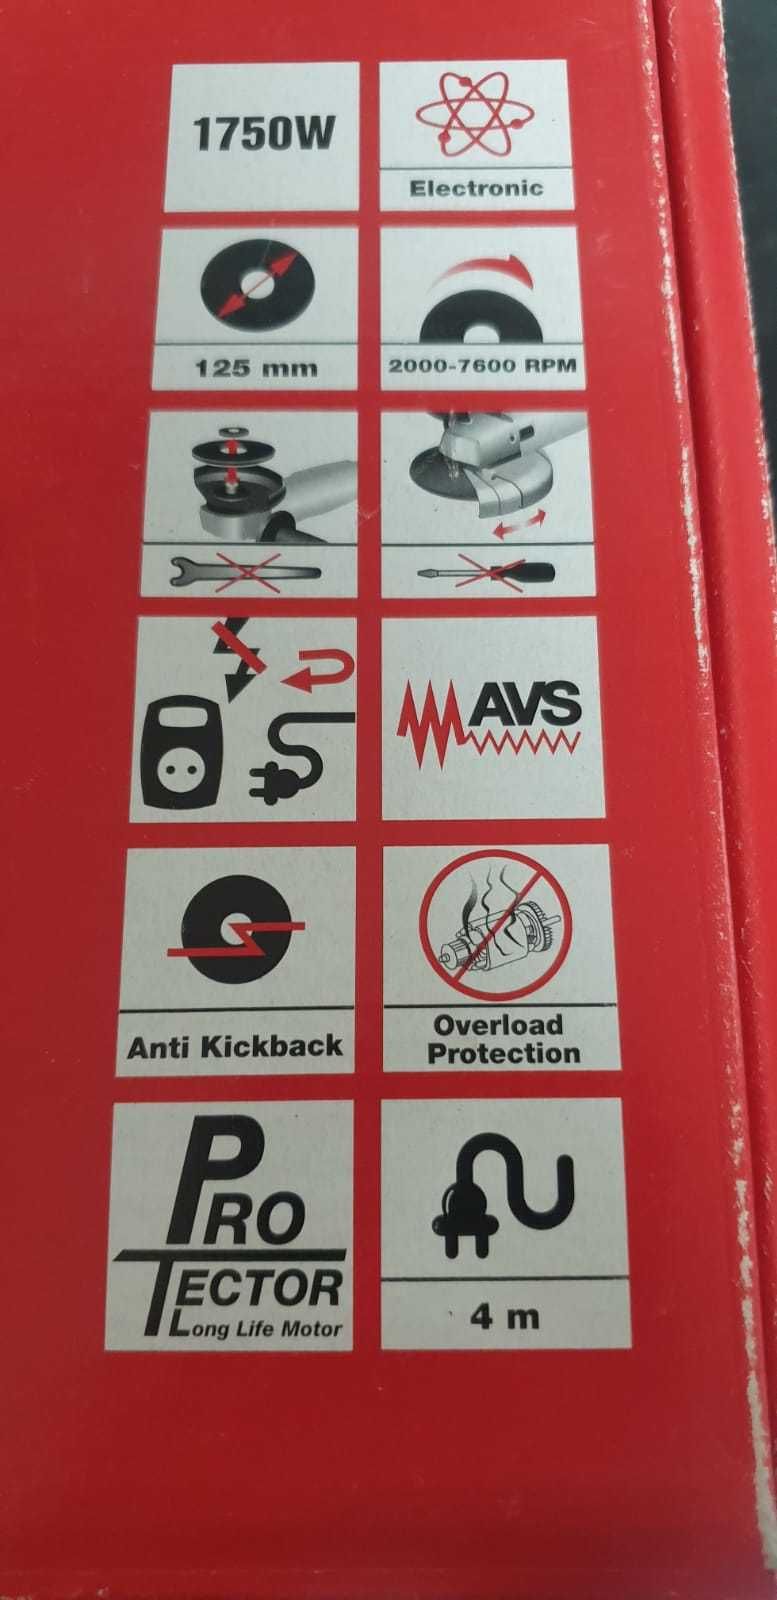 1750W
Electronic
125 mm
2000-7600 RPM
AVS
Anti Kickback
Overload
Protection
PRO
TECTOR
Long Life Motor
4 m